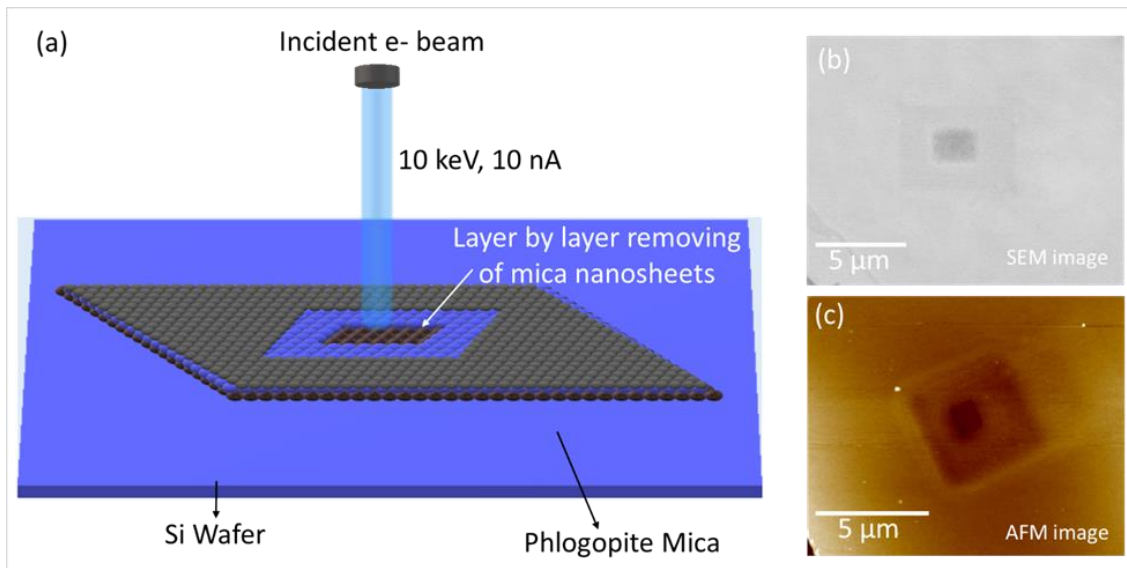 (a)
Incident e- beam
10 keV, 10 nA
Layer by layer removing
of mica nanosheets
Si Wafer
Phlogopite Mica
(b)
5 μm
SEM image
(c)
5 μm
AFM image